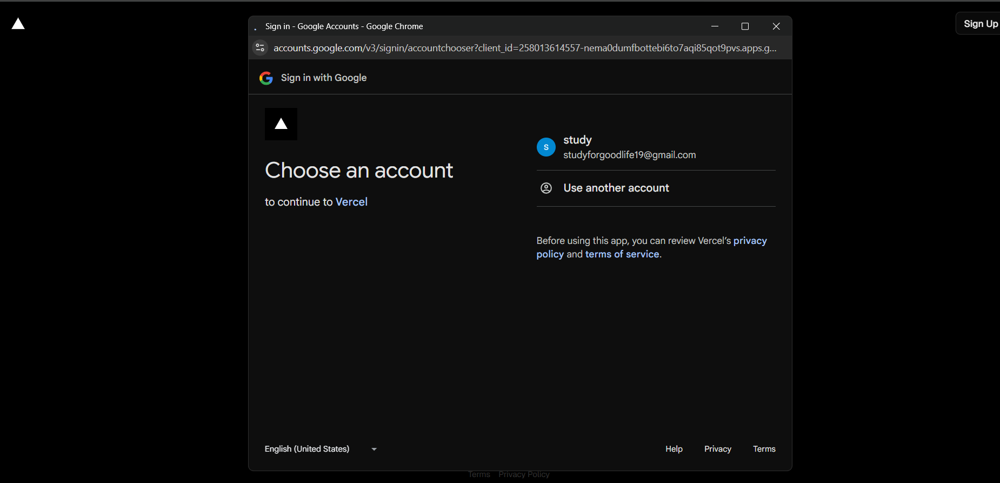 Sign in - Google Accounts - Google Chrome
Sign Up
accounts.google.com/v3/signin/accountchooser?client_id=258013614557-nema0dumfbottebi6to7aqi85qot9pvs.apps.g...
Sign in with Google
Choose an account
to continue to Vercel
S
study
studyforgoodlife19@gmail.com
Use another account
Before using this app, you can review Vercel’s privacy
policy and terms of service.
English (United States)
Help Privacy Terms
Terms Privacy Policy